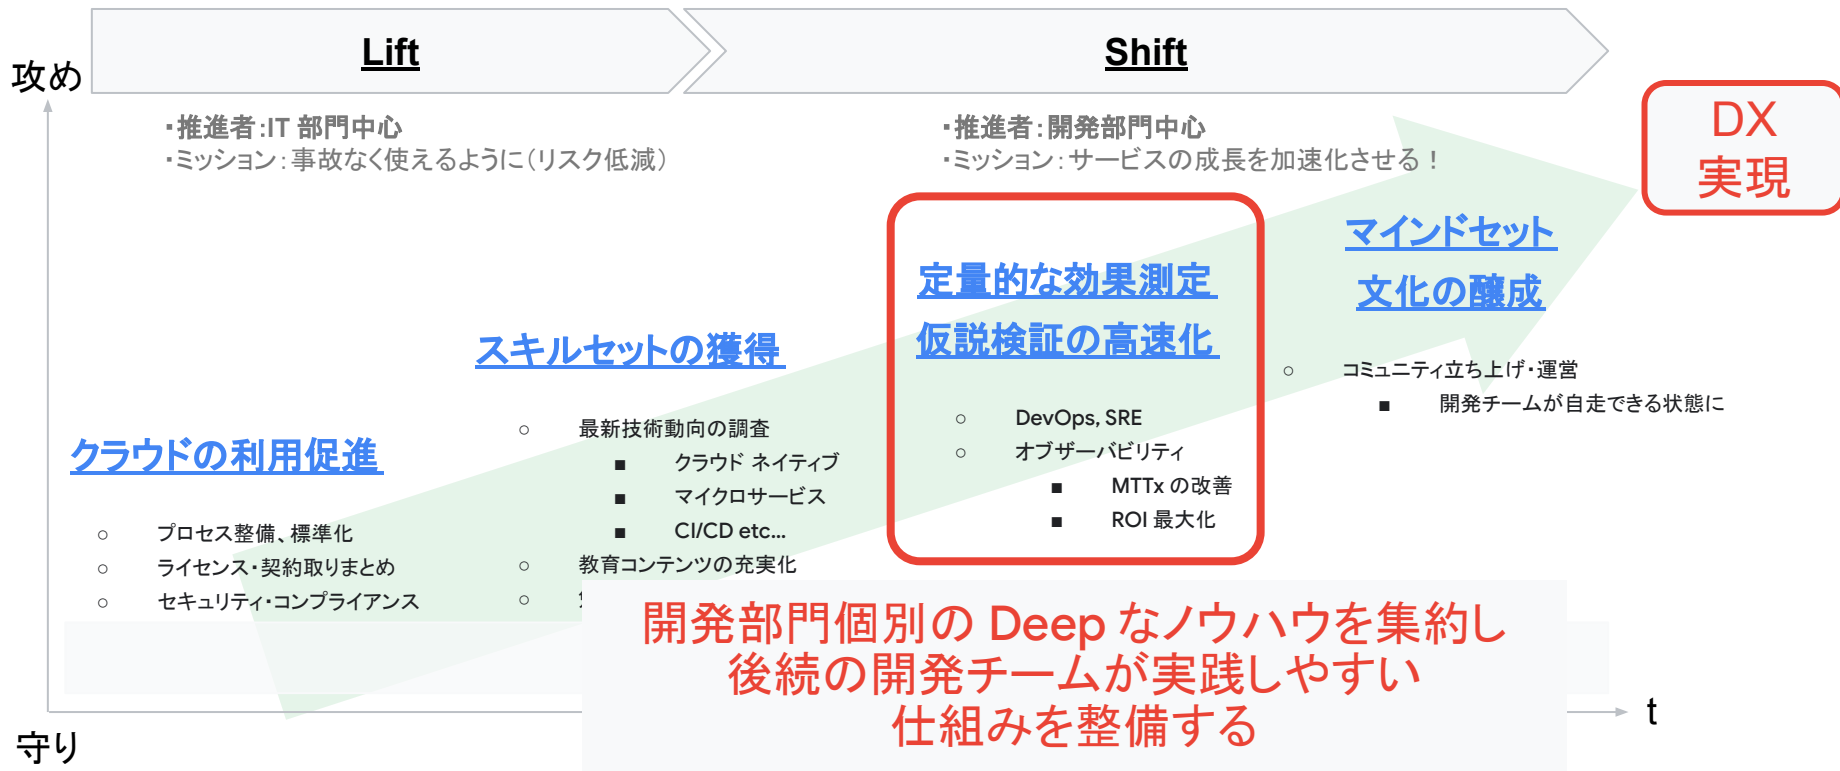 Lift
Shift
攻め
・推進者：IT 部門中心
・ミッション：事故なく使えるように（リスク低減）
・推進者：開発部門中心
・ミッション：サービスの成長を加速化させる！
DX
実現
クラウドの利用促進
○ プロセス整備、標準化
○ ライセンス・契約取りまとめ
○ セキュリティ・コンプライアンス
スキルセットの獲得
○ 最新技術動向の調査
■ クラウド ネイティブ
■ マイクロサービス
■ CI/CD etc...
○ 教育コンテンツの充実化
○
定量的な効果測定
仮説検証の高速化
○ DevOps, SRE
○ オブザーバビリティ
■ MTTx の改善
■ ROI 最大化
マインドセット
文化の醸成
○ コミュニティ立ち上げ・運営
■ 開発チームが自走できる状態に
開発部門個別の Deep なノウハウを集約し
後続の開発チームが実践しやすい
仕組みを整備する
t
守り